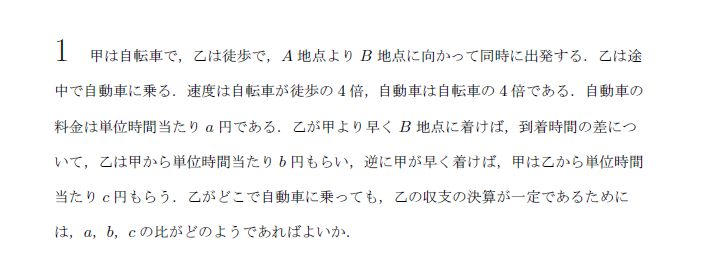 1 甲は自転車で，乙は徒歩で，A 地点より B 地点に向かって同時に出発する．乙は途
中で自動車に乗る．速度は自転車が徒歩の 4 倍，自動車は自転車の 4 倍である．自動車の
料金は単位時間当たり a 円である．乙が甲より早く B 地点に着けば，到着時間の差につ
いて，乙は甲から単位時間当たり b 円もらい，逆に甲が早く着けば，甲は乙から単位時間
当たり c 円もらう．乙がどこで自動車に乗っても，乙の収支の決算が一定であるために
は，a，b，c の比がどのようであればよいか．